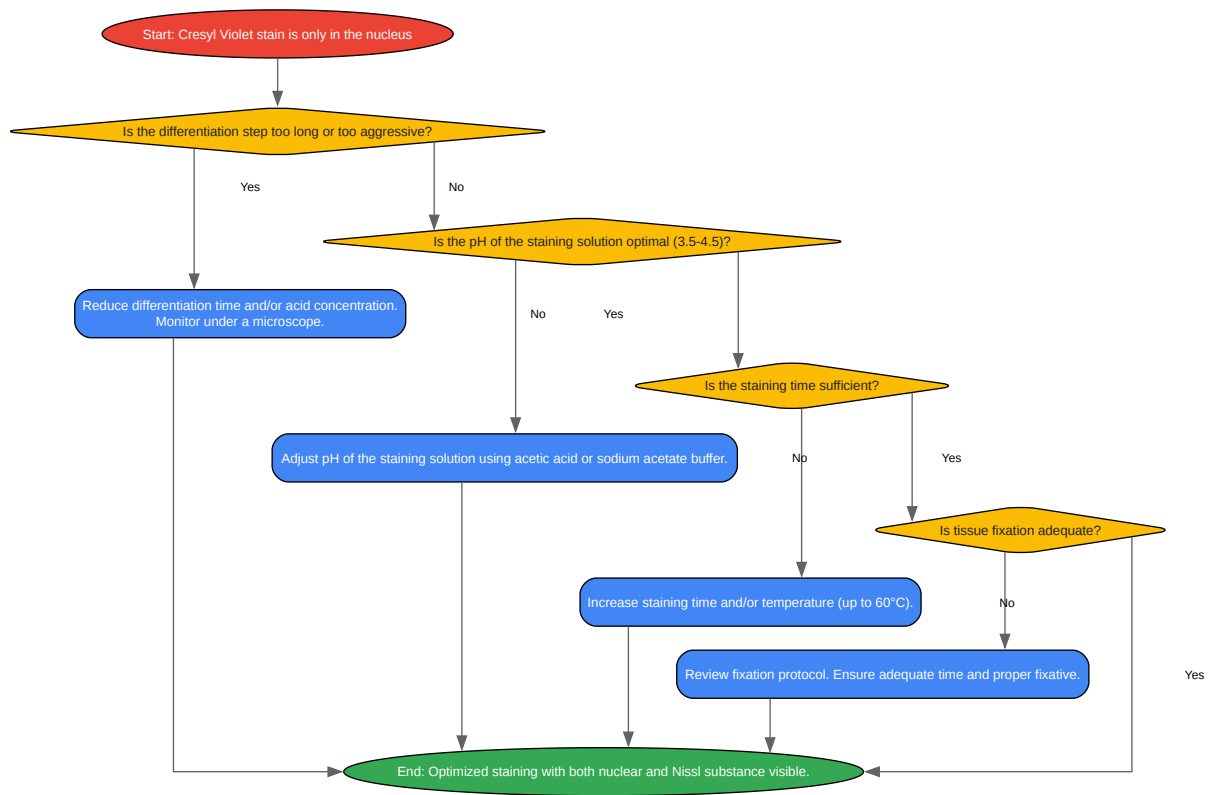 Start: Cresyl Violet stain is only in the nucleus
Is the differentiation step too long or too aggressive?
Yes
No
Is the pH of the staining solution optimal (3.5-4.5)?
Reduce differentiation time and/or acid concentration.
Monitor under a microscope.
No
Yes
Is the staining time sufficient?
Adjust pH of the staining solution using acetic acid or sodium acetate buffer.
No
Yes
Is tissue fixation adequate?
Increase staining time and/or temperature (up to 60°C).
No
Review fixation protocol. Ensure adequate time and proper fixative.
Yes
End: Optimized staining with both nuclear and Nissl substance visible.